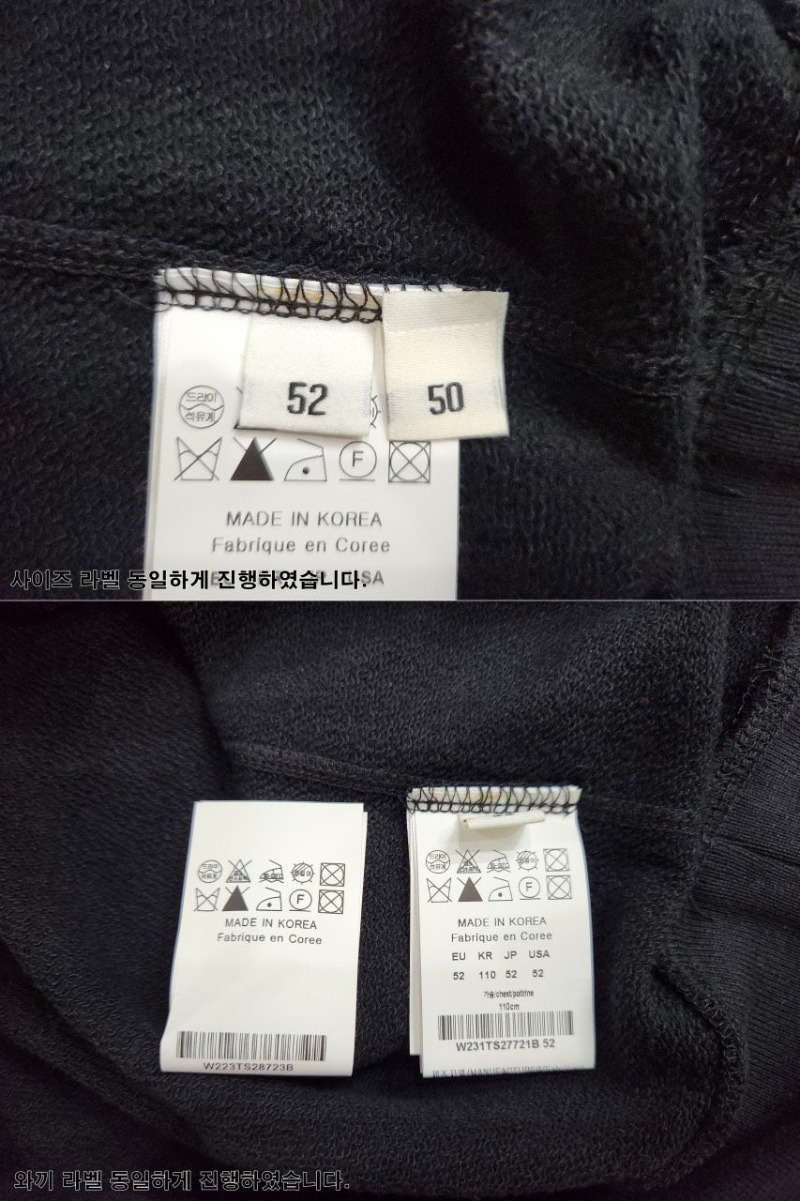 52
50
드라이
석유계
F
MADE IN KOREA
Fabrique en Coree
사이즈 라벨 동일하게 진행하였습니다.
드라이
석유계
F
MADE IN KOREA
Fabrique en Coree
W223TS28723B
드라이
석유계
F
MADE IN KOREA
Fabrique en Coree
EU KR JP USA
52 110 52 52
가슴/chest/poitrine
110cm
W231TS27721B 52
와끼 라벨 동일하게 진행하였습니다.